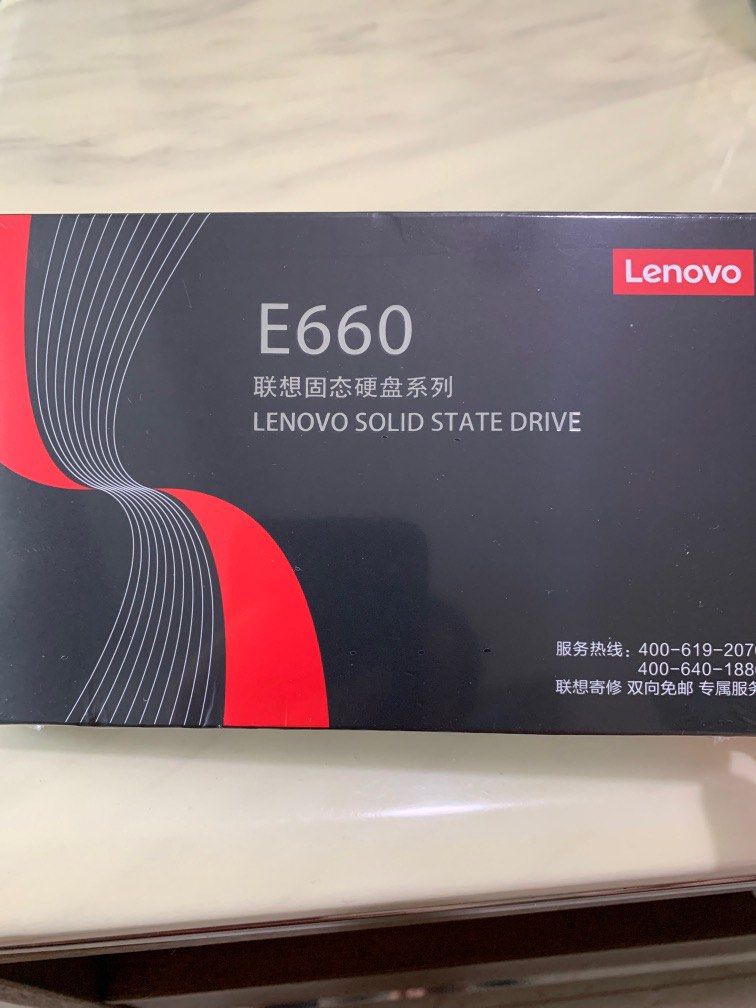 Lenovo
E660
联想固态硬盘系列
LENOVO SOLID STATE DRIVE
服务热线：400-619-207
400-640-188
联想寄修 双向免邮 专属服务